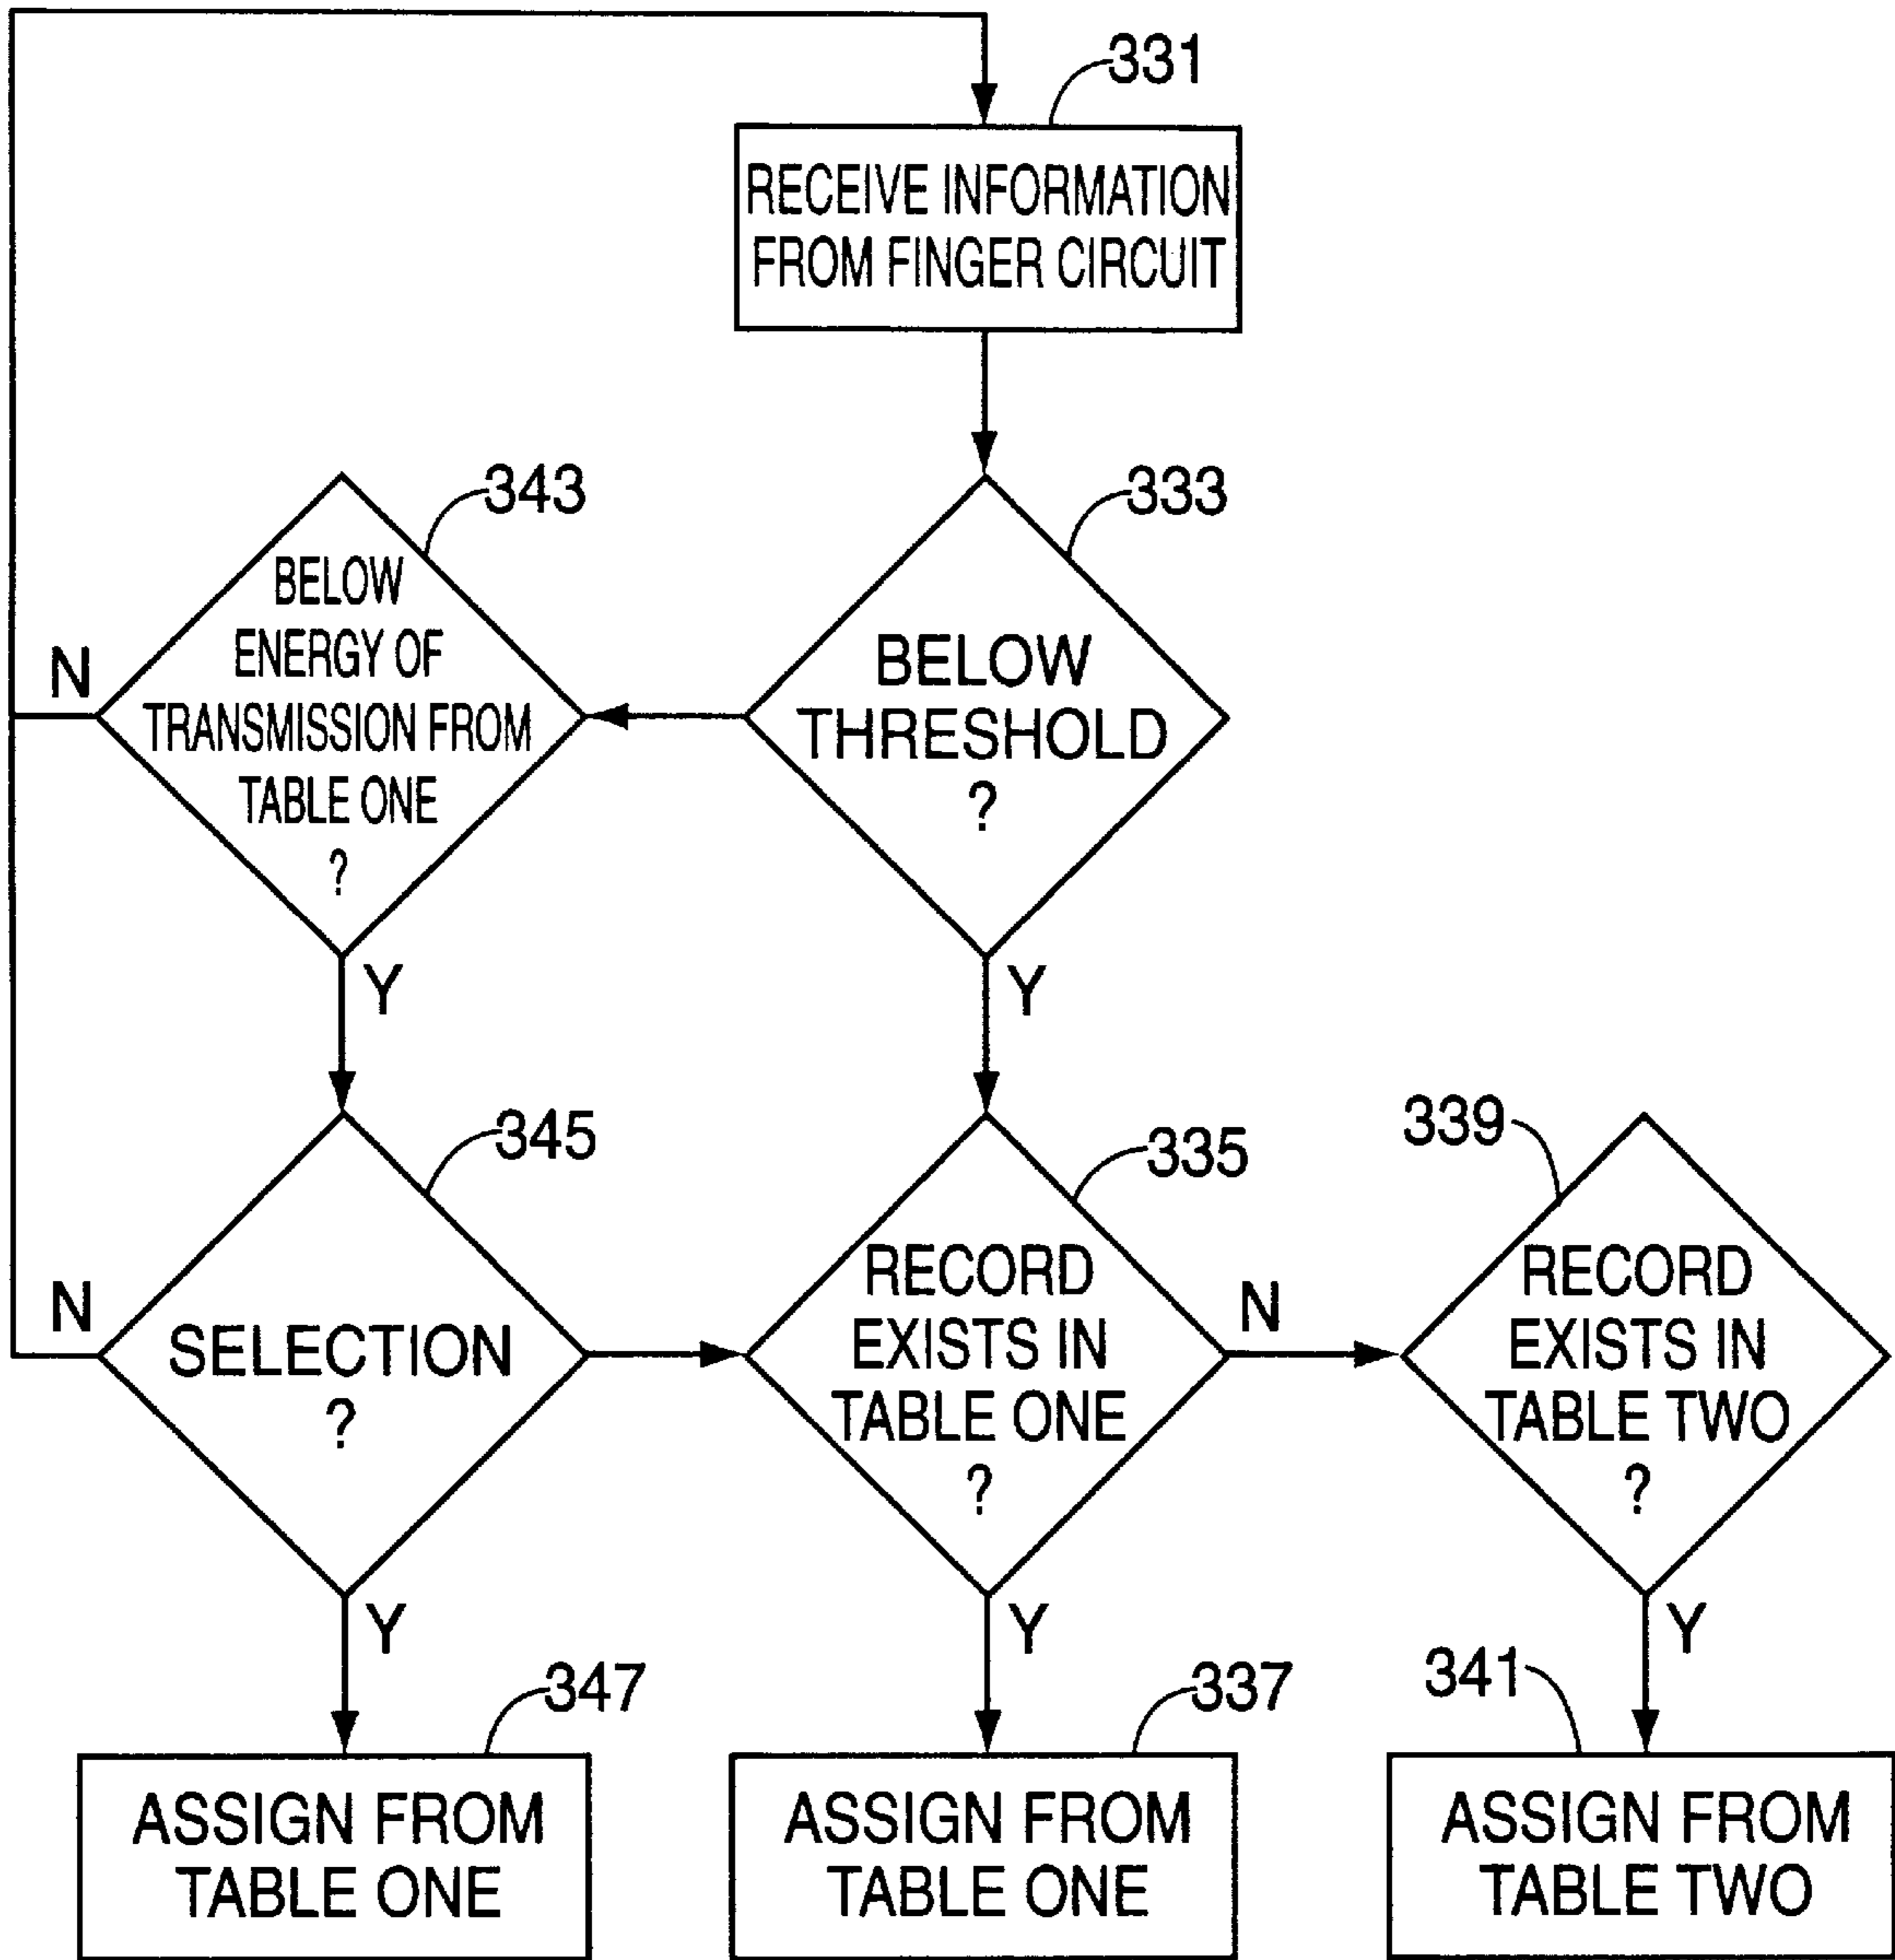 331
RECEIVE INFORMATION
FROM FINGER CIRCUIT
343
333
BELOW
ENERGY OF
TRANSMISSION FROM
TABLE ONE
?
N
BELOW
THRESHOLD
?
Y
Y
345
335
339
N
SELECTION
?
RECORD
EXISTS IN
TABLE ONE
?
N
RECORD
EXISTS IN
TABLE TWO
?
Y
Y
Y
347
337
341
ASSIGN FROM
TABLE ONE
ASSIGN FROM
TABLE ONE
ASSIGN FROM
TABLE TWO